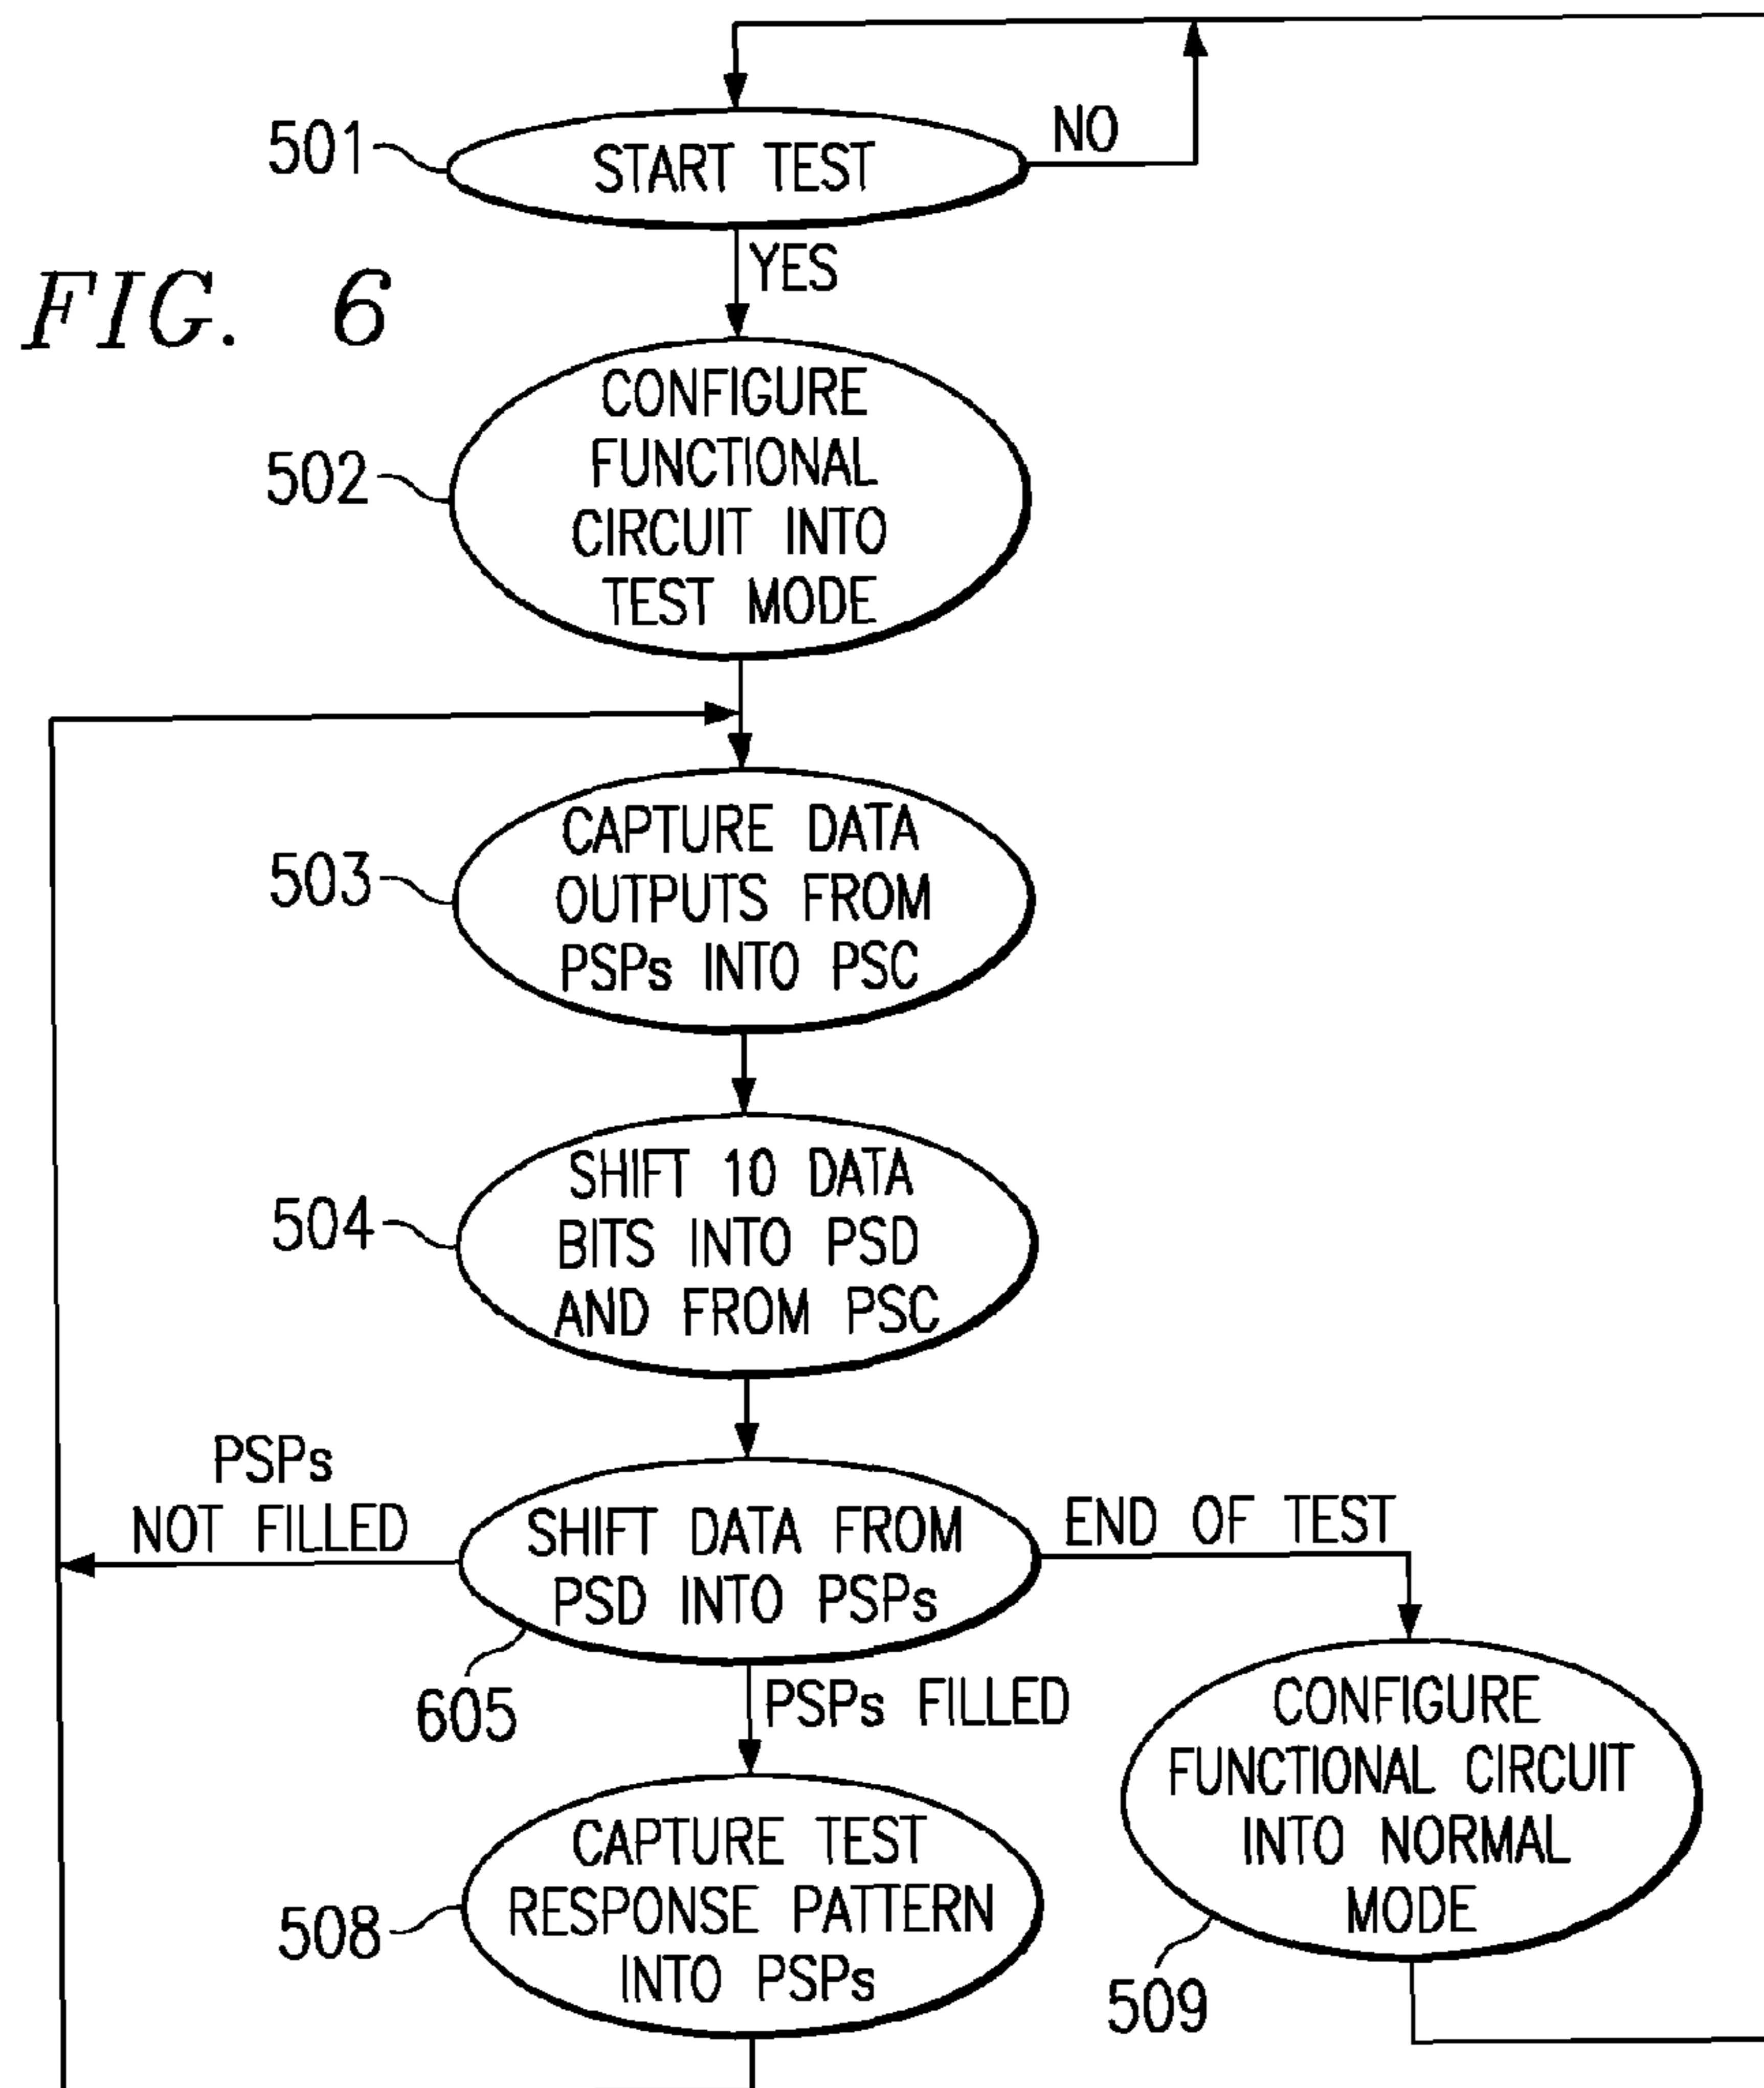 501
START TEST
NO
YES
FIG. 6
502
CONFIGURE
FUNCTIONAL
CIRCUIT INTO
TEST MODE
503
CAPTURE DATA
OUTPUTS FROM
PSPs INTO PSC
504
SHIFT 10 DATA
BITS INTO PSD
AND FROM PSC
PSPs
NOT FILLED
SHIFT DATA FROM
PSD INTO PSPs
END OF TEST
605
PSPs FILLED
CONFIGURE
FUNCTIONAL CIRCUIT
INTO NORMAL
MODE
509
508
CAPTURE TEST
RESPONSE PATTERN
INTO PSPs